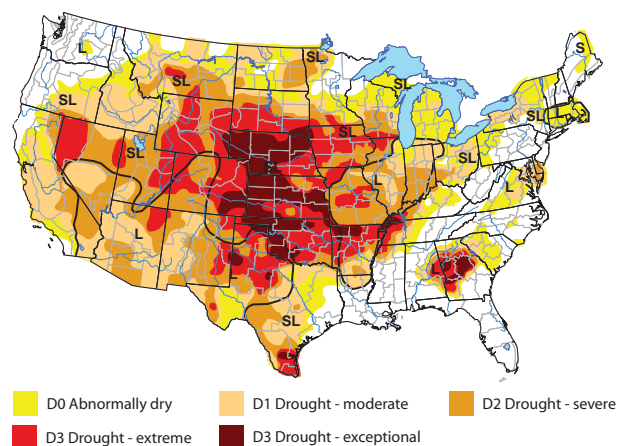 L
S
SL
SL
SL
SL
SL
SL
SL
SL
L
L
L
L
SL
D0 Abnormally dry
D1 Drought - moderate
D2 Drought - severe
D3 Drought - extreme
D3 Drought - exceptional